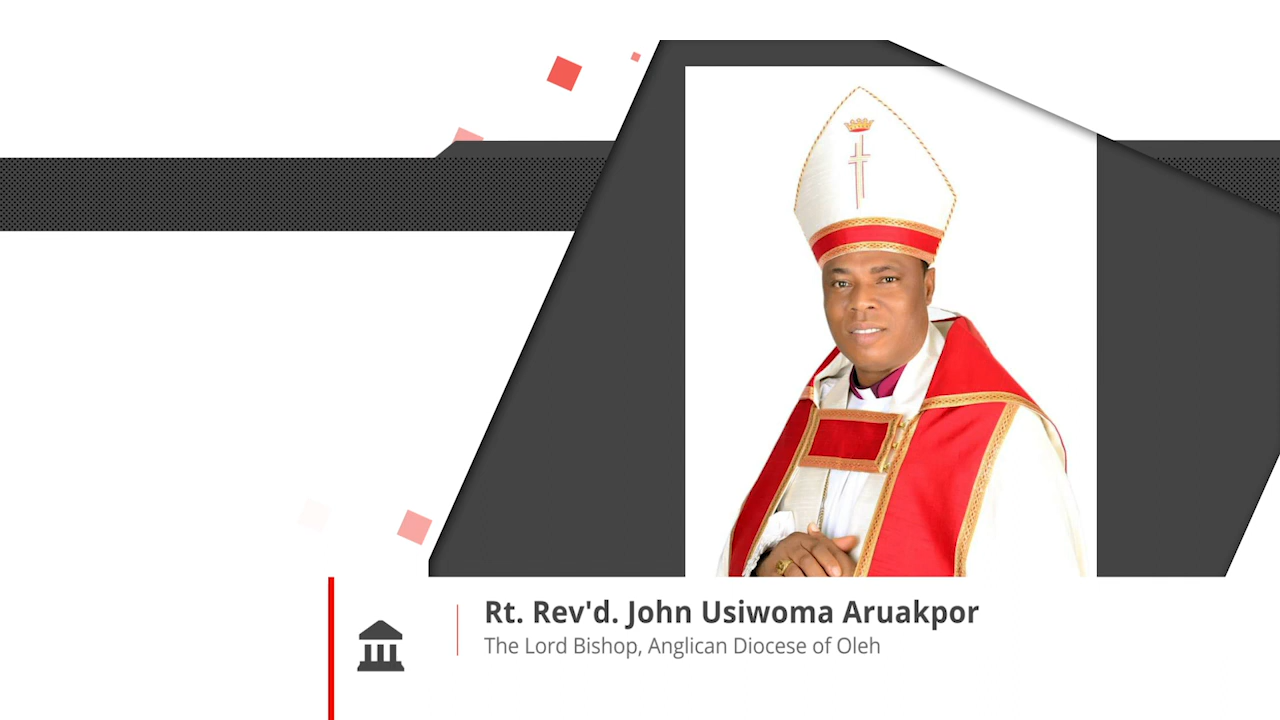 Rt. Rev'd. John Usiwoma Aruakpor
The Lord Bishop, Anglican Diocese of Oleh